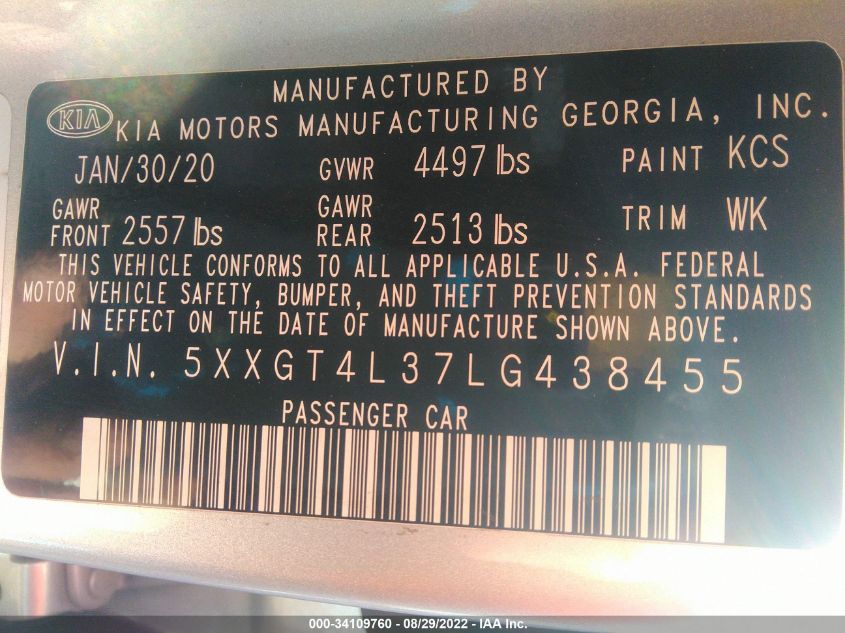 MANUFACTURED BY
KIA KIA MOTORS MANUFACTURING GEORGIA, INC.
JAN/30/20 GVWR 4497 lbs PAINT KCS
GAWR FRONT 2557 lbs GAWR REAR 2513 lbs TRIM WK
THIS VEHICLE CONFORMS TO ALL APPLICABLE U.S.A. FEDERAL
MOTOR VEHICLE SAFETY, BUMPER, AND THEFT PREVENTION STANDARDS
IN EFFECT ON THE DATE OF MANUFACTURE SHOWN ABOVE.
V.I.N. 5XXGT4L37LG438455
PASSENGER CAR
000-34109760 - 08/29/2022 - IAA Inc.